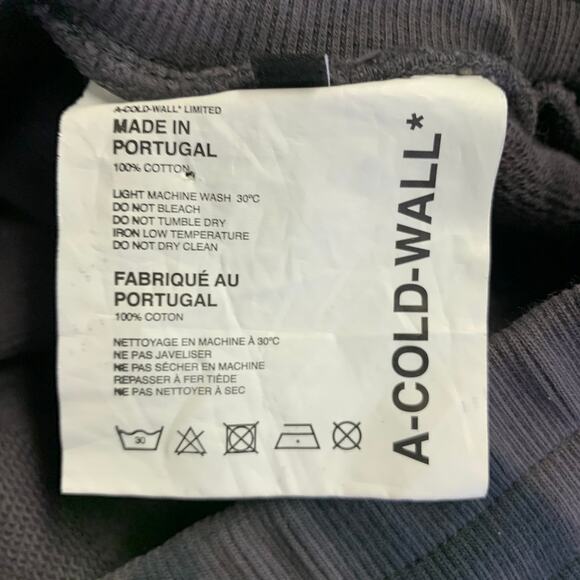 A-COLD-WALL* LIMITED
MADE IN
PORTUGAL
100% COTTON
LIGHT MACHINE WASH 30ºC
DO NOT BLEACH
DO NOT TUMBLE DRY
IRON LOW TEMPERATURE
DO NOT DRY CLEAN
FABRIQUÉ AU
PORTUGAL
100% COTON
NETTOYAGE EN MACHINE À 30ºC
NE PAS JAVELISER
NE PAS SÉCHER EN MACHINE
REPASSER À FER TIÈDE
NE PAS NETTOYER À SEC
30
A-COLD-WALL*